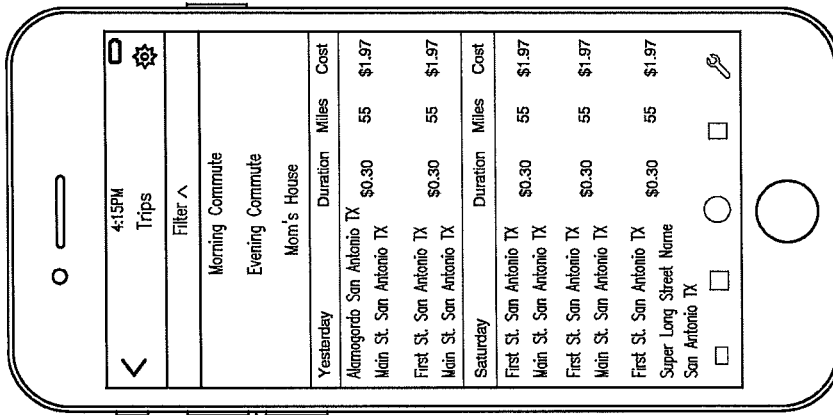 4:15PM
Trips
Filter ^
Morning Commute
Evening Commute
Mom's House
Yesterday Duration Miles Cost
Alamogordo San Antonio TX
Main St. San Antonio TX $0.30 55 $1.97
First St. San Antonio TX
Main St. San Antonio TX $0.30 55 $1.97
Saturday Duration Miles Cost
First St. San Antonio TX
Main St. San Antonio TX $0.30 55 $1.97
First St. San Antonio TX
Main St. San Antonio TX $0.30 55 $1.97
First St. San Antonio TX
Super Long Street Name $0.30 55 $1.97
San Antonio TX